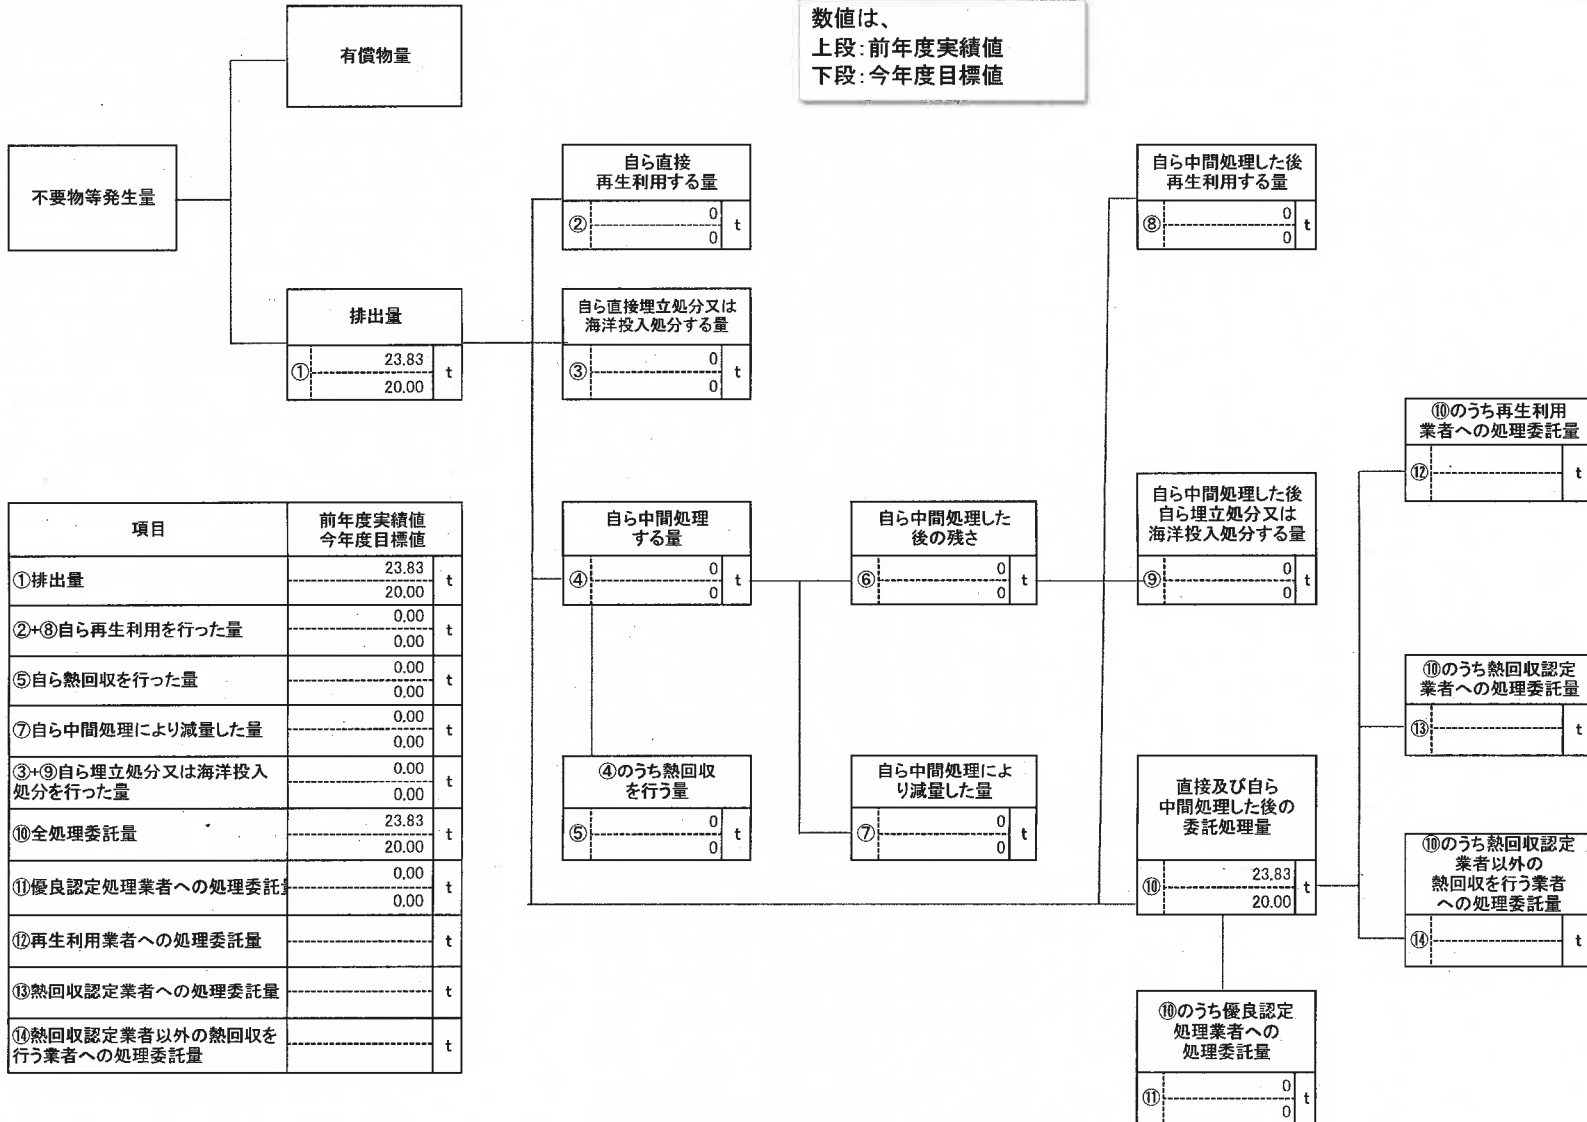 数値は、
上段:前年度実績値
下段:今年度目標値
有償物量
不要物等発生量
排出量
① 23.83 t
20.00
自ら直接
再生利用する量
② 0 t
0
自ら直接埋立処分又は
海洋投入処分する量
③ 0 t
0
自ら中間処理
する量
④ 0 t
0
④のうち熱回収
を行う量
⑤ 0 t
0
自ら中間処理した
後の残さ
⑥ 0 t
0
自ら中間処理によ
り減量した量
⑦ 0 t
0
自ら中間処理した後
再生利用する量
⑧ 0 t
0
自ら中間処理した後
自ら埋立処分又は
海洋投入処分する量
⑨ 0 t
0
直接及び自ら
中間処理した後の
委託処理量
⑩ 23.83 t
20.00
⑩のうち優良認定
処理業者への
処理委託量
⑪ 0 t
0
⑩のうち再生利用
業者への処理委託量
⑫ t
⑩のうち熱回収認定
業者への処理委託量
⑬ t
⑩のうち熱回収認定
業者以外の
熱回収を行う業者
への処理委託量
⑭ t
項目 前年度実績値
今年度目標値
①排出量 23.83 t
20.00
②+⑧自ら再生利用を行った量 0.00 t
0.00
⑤自ら熱回収を行った量 0.00 t
0.00
⑦自ら中間処理により減量した量 0.00 t
0.00
③+⑨自ら埋立処分又は海洋投入 0.00 t
処分を行った量 0.00
⑩全処理委託量 23.83 t
20.00
⑪優良認定処理業者への処理委託 0.00 t
0.00
⑫再生利用業者への処理委託量 t
⑬熱回収認定業者への処理委託量 t
⑭熱回収認定業者以外の熱回収を t
行う業者への処理委託量